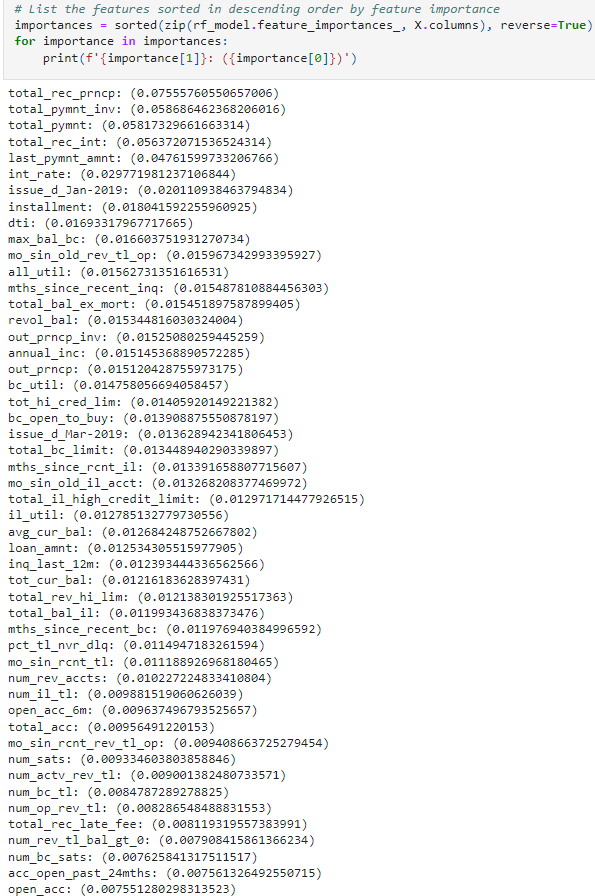 # List the features sorted in descending order by feature importance
importances = sorted(zip(rf_model.feature_importances_, X.columns), reverse=True)
for importance in importances:
    print(f'{importance[1]}: ({importance[0]})')
total_rec_prncp: (0.07555760550657006)
total_pymnt_inv: (0.058686462368206016)
total_pymnt: (0.05817329661663314)
total_rec_int: (0.056372071536524314)
last_pymnt_amnt: (0.04761599733206766)
int_rate: (0.029771981237106844)
issue_d_Jan-2019: (0.020110938463794834)
installment: (0.018041592255960925)
dti: (0.01693317967717665)
max_bal_bc: (0.016603751931270734)
mo_sin_old_rev_tl_op: (0.015967342993395927)
all_util: (0.01562731351616531)
mths_since_recent_inq: (0.015487810884456303)
total_bal_ex_mort: (0.015451897587899405)
revol_bal: (0.015344816030324004)
out_prncp_inv: (0.01525080259445259)
annual_inc: (0.015145368890572285)
out_prncp: (0.015120428755973175)
bc_util: (0.014758056694058457)
tot_hi_cred_lim: (0.01405920149221382)
bc_open_to_buy: (0.013908875550878197)
issue_d_Mar-2019: (0.013628942341806453)
total_bc_limit: (0.013448940290339897)
mths_since_rcnt_il: (0.013391658807715607)
mo_sin_old_il_acct: (0.013268208377469972)
total_il_high_credit_limit: (0.012971714477926515)
il_util: (0.012785132779730556)
avg_cur_bal: (0.012684248752667802)
loan_amnt: (0.012534305515977905)
inq_last_12m: (0.012393444336562566)
tot_cur_bal: (0.01216183628397431)
total_rev_hi_lim: (0.012138301925517363)
total_bal_il: (0.011993436838373476)
mths_since_recent_bc: (0.011976940384996592)
pct_tl_nvr_dlq: (0.0114947183261594)
mo_sin_rcnt_tl: (0.011188926968180465)
num_rev_accts: (0.010227224833410804)
num_il_tl: (0.009881519060626039)
open_acc_6m: (0.009637496793525657)
total_acc: (0.00956491220153)
mo_sin_rcnt_rev_tl_op: (0.009408663725279454)
num_sats: (0.009334603803858846)
num_actv_rev_tl: (0.009001382480733571)
num_bc_tl: (0.0084787289278825)
num_op_rev_tl: (0.008286548488831553)
total_rec_late_fee: (0.008119319557383991)
num_rev_tl_bal_gt_0: (0.007908415861366234)
num_bc_sats: (0.007625841317511517)
acc_open_past_24mths: (0.007561326492550715)
open_acc: (0.007551280298313523)